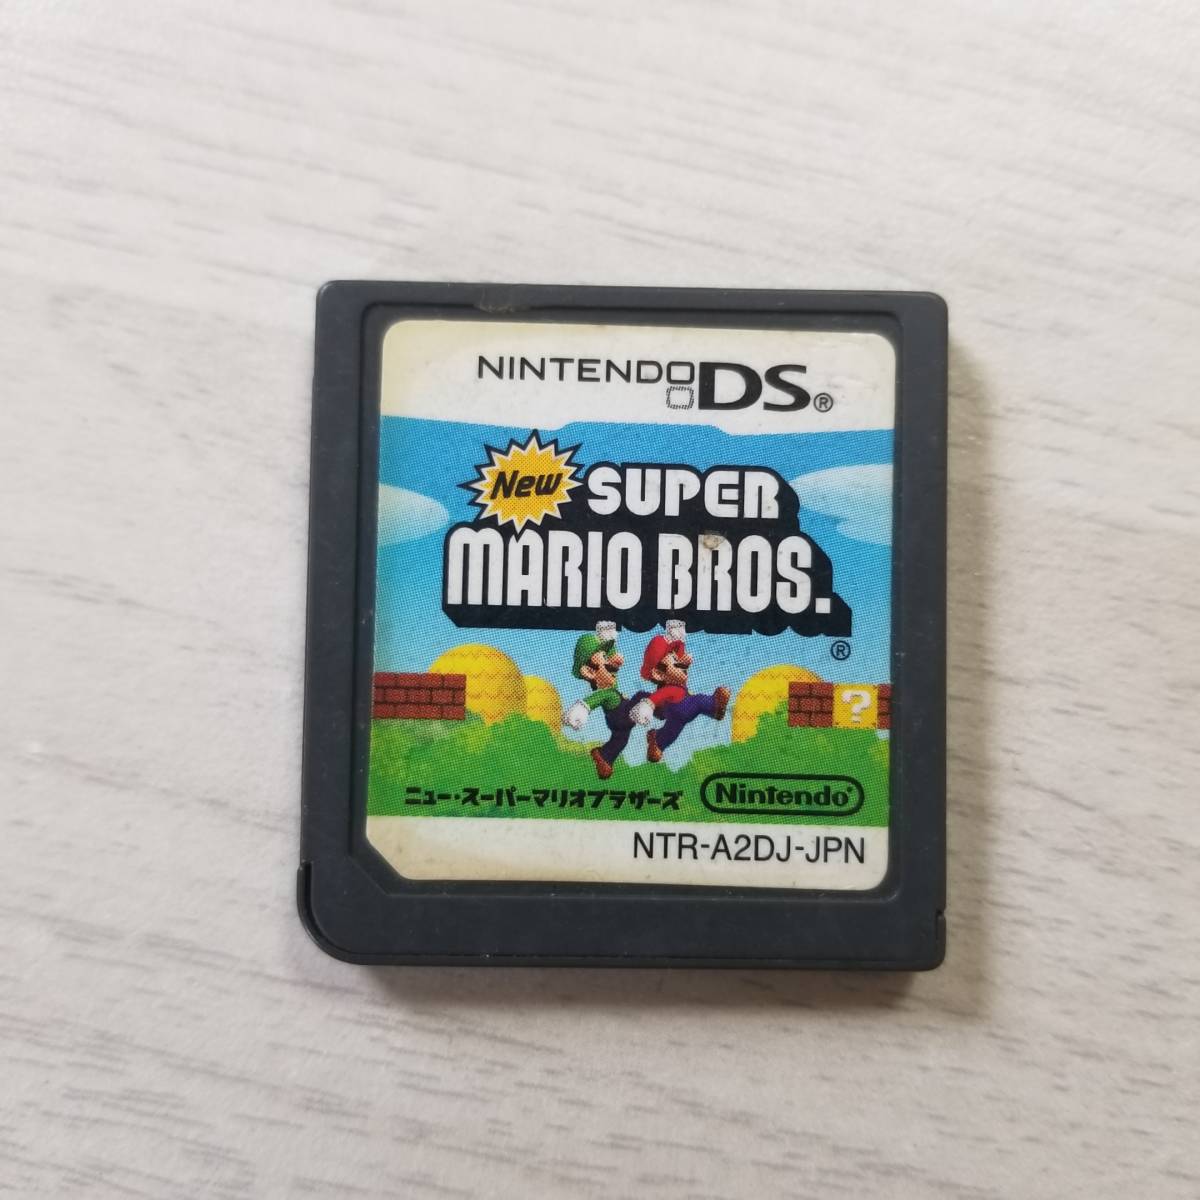 NINTENDO DS®
New SUPER
MARIO BROS.
®
?
ニュー・スーパーマリオブラザーズ
Nintendo®
NTR-A2DJ-JPN